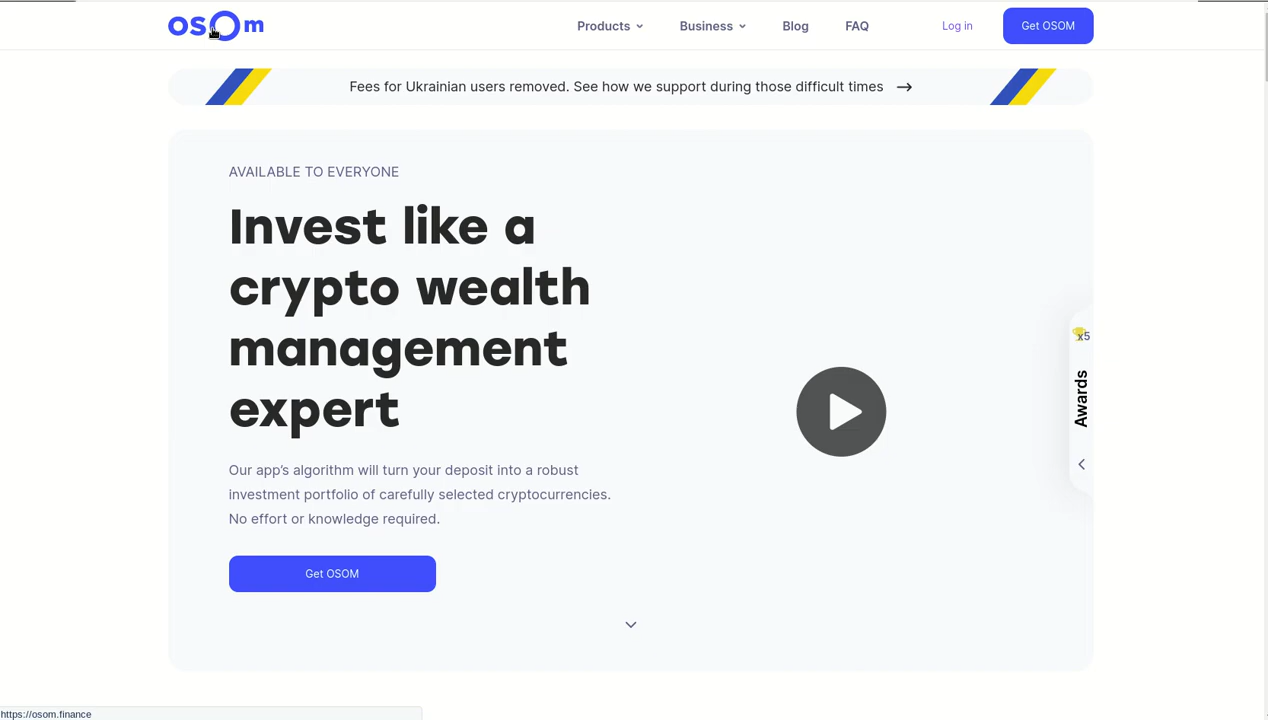 osom
Products
Business
Blog
FAQ
Log in
Get OSOM
Fees for Ukrainian users removed. See how we support during those difficult times
AVAILABLE TO EVERYONE
Invest like a
crypto wealth
management
expert
Our app's algorithm will turn your deposit into a robust
investment portfolio of carefully selected cryptocurrencies.
No effort or knowledge required.
Get OSOM
x5
Awards
https://osom.finance